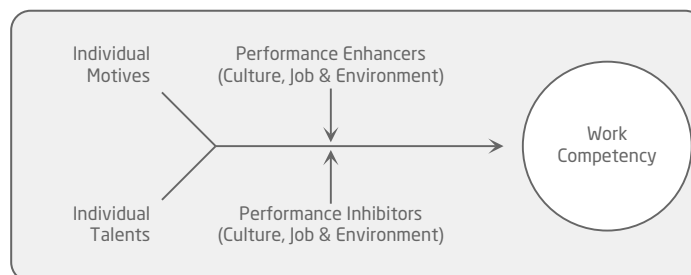 Individual
Motives
Performance Enhancers
(Culture, Job & Environment)
Work
Competency
Individual
Talents
Performance Inhibitors
(Culture, Job & Environment)